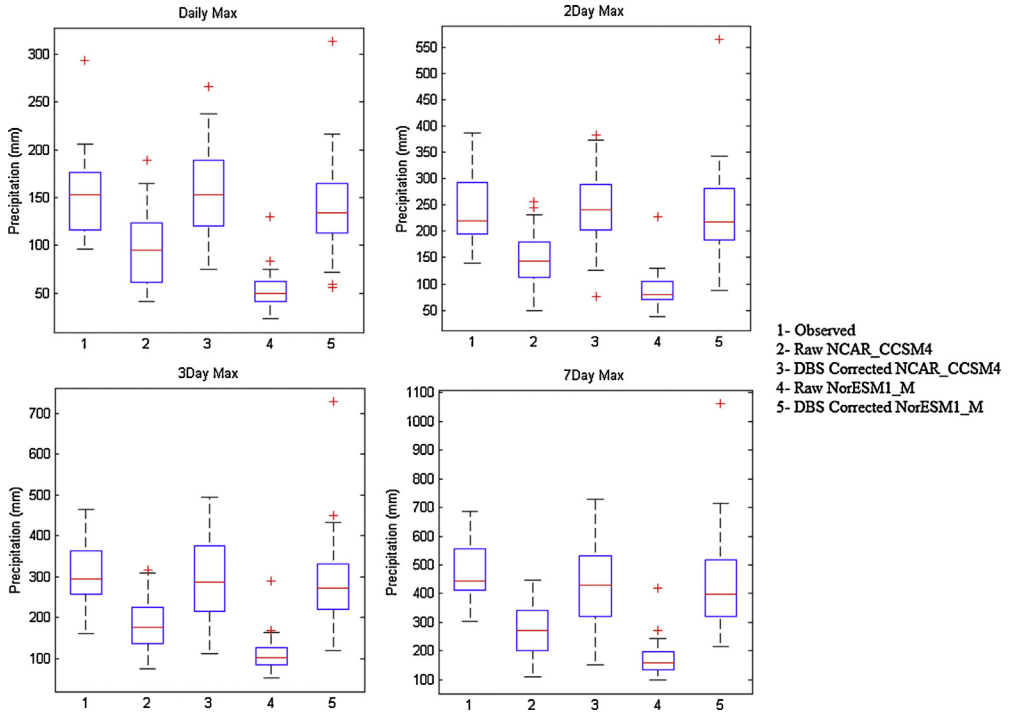 Daily Max
Precipitation (mm)
300
250
200
150
100
50
1 2 3 4 5
2Day Max
Precipitation (mm)
550
500
450
400
350
300
250
200
150
100
50
1 2 3 4 5
3Day Max
Precipitation (mm)
700
600
500
400
300
200
100
1 2 3 4 5
7Day Max
Precipitation (mm)
1100
1000
900
800
700
600
500
400
300
200
100
1 2 3 4 5
1- Observed
2- Raw NCAR_CCSM4
3- DBS Corrected NCAR_CCSM4
4- Raw NorESM1_M
5- DBS Corrected NorESM1_M